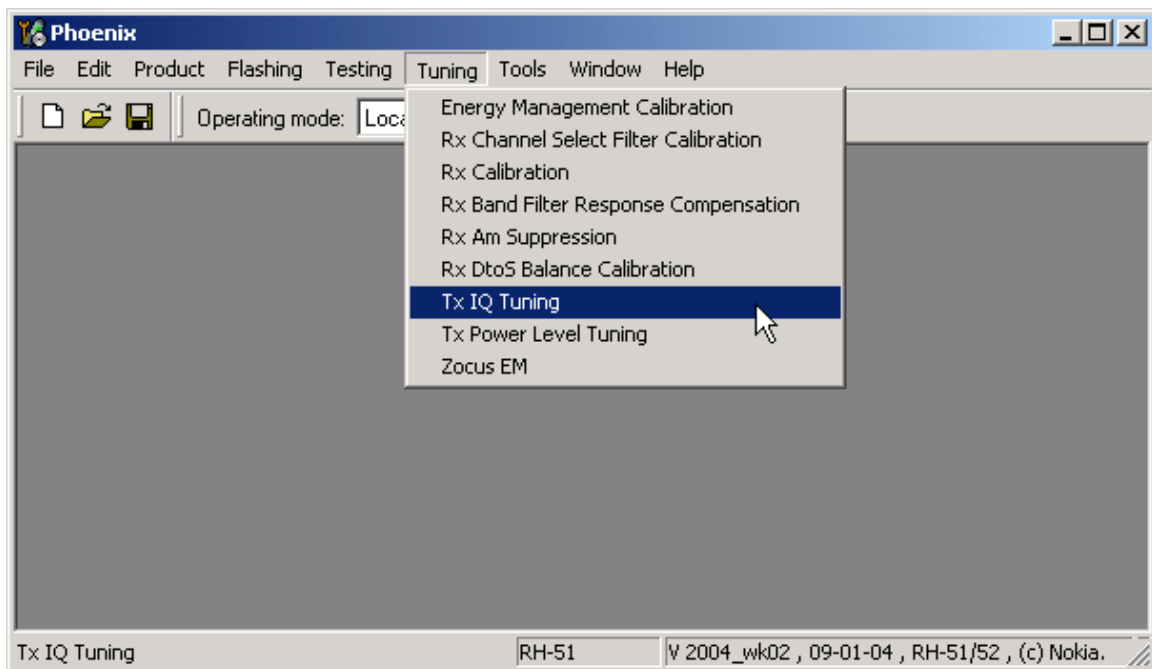 Phoenix
File Edit Product Flashing Testing Tuning Tools Window Help
Operating mode:
Energy Management Calibration
Rx Channel Select Filter Calibration
Rx Calibration
Rx Band Filter Response Compensation
Rx Am Suppression
Rx DtoS Balance Calibration
Tx IQ Tuning
Tx Power Level Tuning
Zocus EM
Tx IQ Tuning RH-51 V 2004_wk02 , 09-01-04 , RH-51/52 , (c) Nokia.